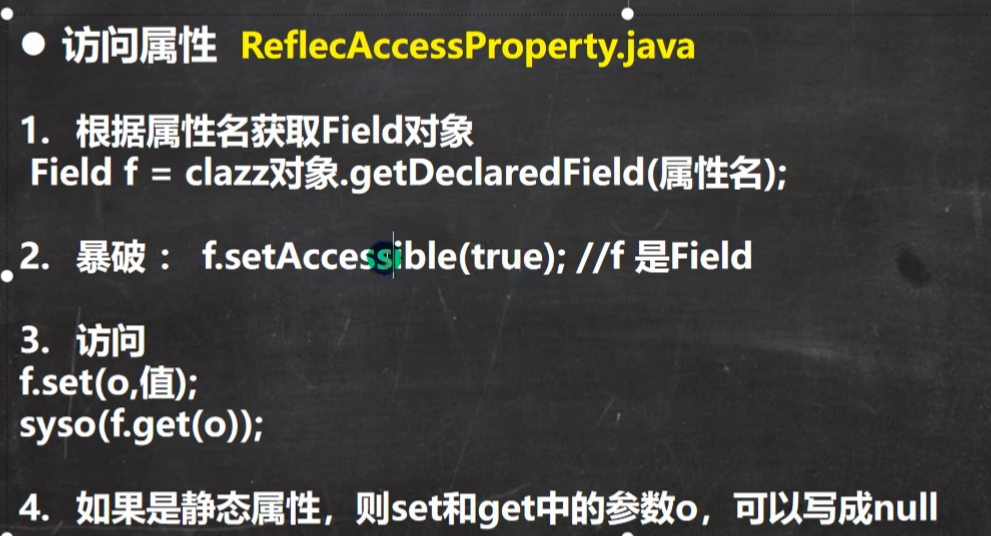 ● 访问属性 ReflecAccessProperty.java
1. 根据属性名获取Field对象
Field f = clazz对象.getDeclaredField(属性名);
2. 暴破 : f.setAccessible(true); //f 是Field
3. 访问
f.set(o,值);
syso(f.get(o));
4. 如果是静态属性，则set和get中的参数o，可以写成null